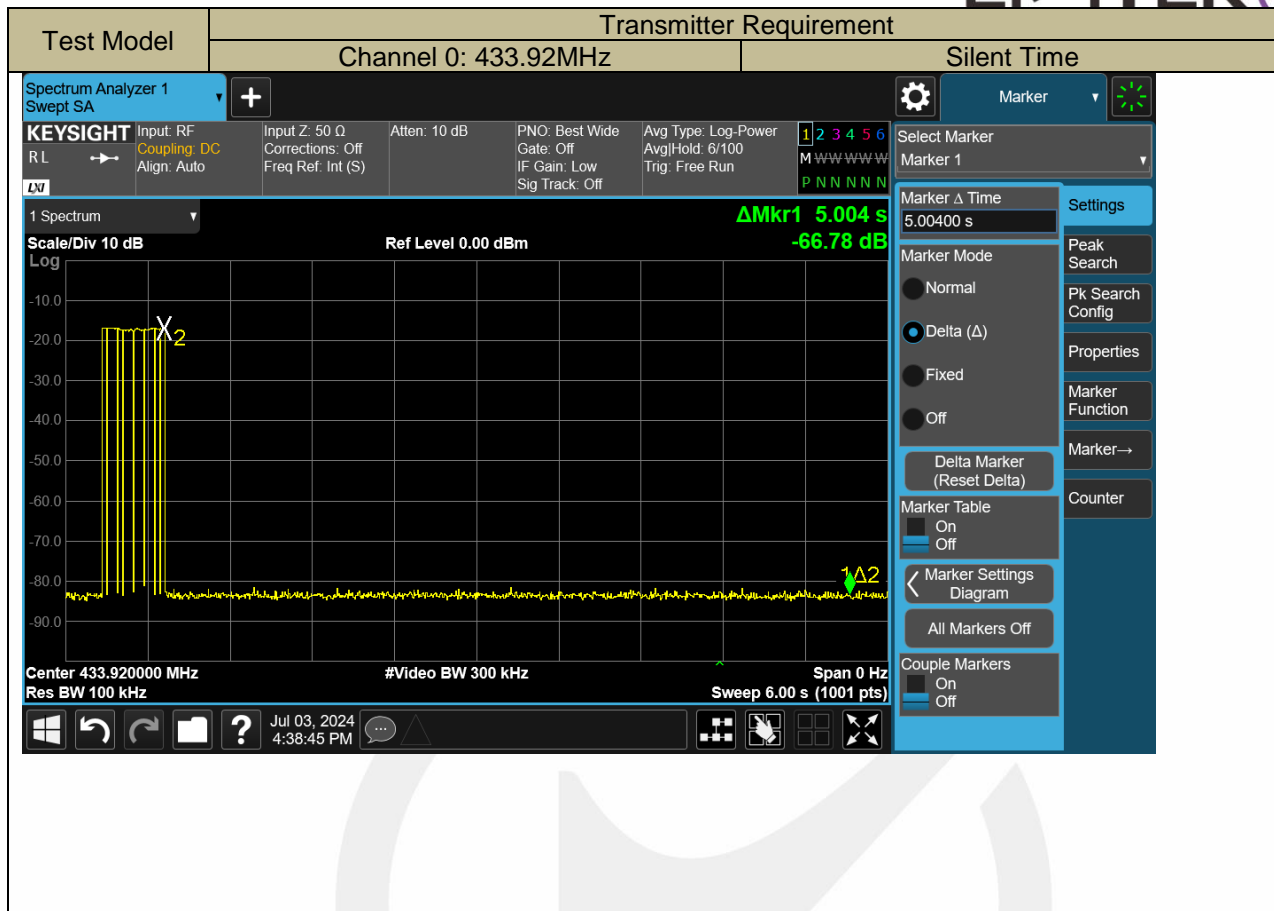 Test Model
Transmitter Requirement
Channel 0: 433.92MHz
Silent Time
Spectrum Analyzer 1
Swept SA
Marker
KEYSIGHT
RL
LXI
Input: RF
Coupling: DC
Align: Auto
Input Z: 50 Ω
Corrections: Off
Freq Ref: Int (S)
Atten: 10 dB
PNO: Best Wide
Gate: Off
IF Gain: Low
Sig Track: Off
Avg Type: Log-Power
Avg|Hold: 6/100
Trig: Free Run
1 2 3 4 5 6
M W W W W W
P N N N N N
Select Marker
Marker 1
1 Spectrum
ΔMkr1 5.004 s
Scale/Div 10 dB
Ref Level 0.00 dBm
-66.78 dB
Log
-10.0
-20.0
-30.0
-40.0
-50.0
-60.0
-70.0
-80.0
-90.0
2
1Δ2
Center 433.920000 MHz
#Video BW 300 kHz
Span 0 Hz
Res BW 100 kHz
Sweep 6.00 s (1001 pts)
Marker Δ Time
5.00400 s
Marker Mode
Normal
Delta (Δ)
Fixed
Off
Delta Marker
(Reset Delta)
Marker Table
On
Off
Marker Settings
Diagram
All Markers Off
Couple Markers
On
Off
Settings
Peak
Search
Pk Search
Config
Properties
Marker
Function
Marker→
Counter
?
Jul 03, 2024
4:38:45 PM